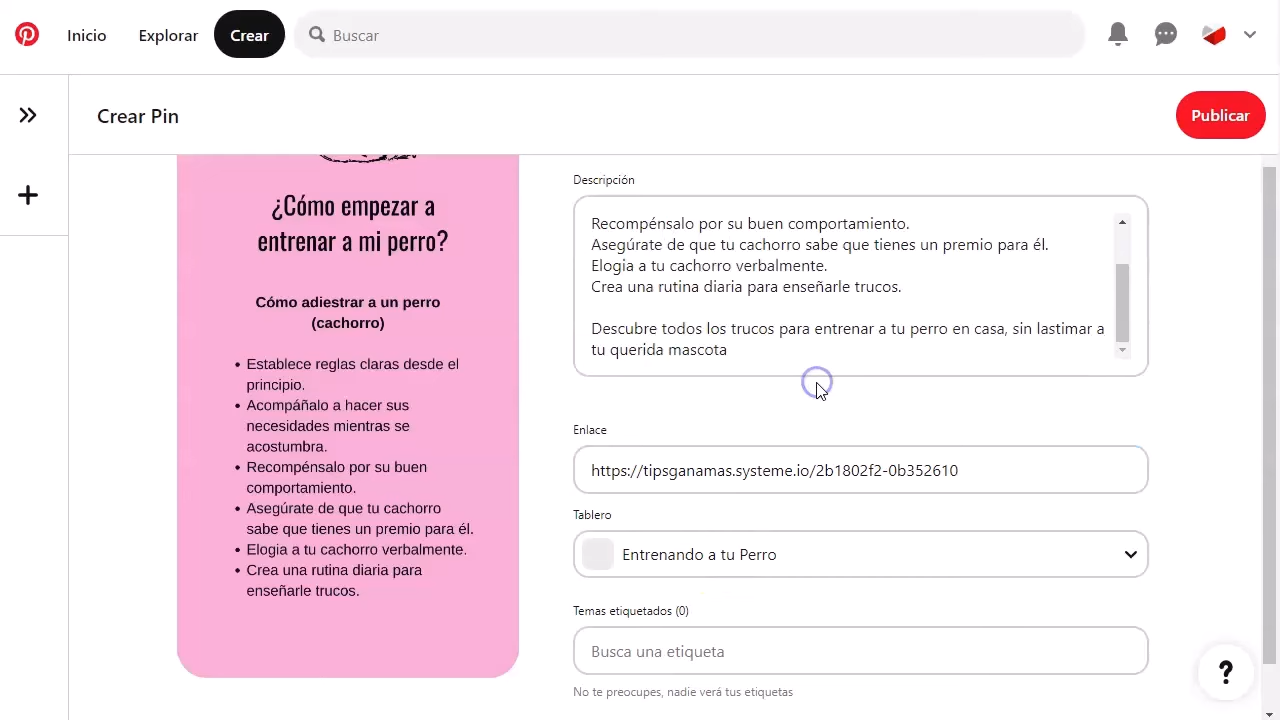 Inicio
Explorar
Crear
Buscar
Crear Pin
Publicar
¿Cómo empezar a
entrenar a mi perro?
Cómo adiestrar a un perro
(cachorro)
• Establece reglas claras desde el
principio.
• Acompáñalo a hacer sus
necesidades mientras se
acostumbra.
• Recompénsalo por su buen
comportamiento.
• Asegúrate de que tu cachorro
sabe que tienes un premio para él.
• Elogia a tu cachorro verbalmente.
• Crea una rutina diaria para
enseñarle trucos.
Descripción
Recompénsalo por su buen comportamiento.
Asegúrate de que tu cachorro sabe que tienes un premio para él.
Elogia a tu cachorro verbalmente.
Crea una rutina diaria para enseñarle trucos.
Descubre todos los trucos para entrenar a tu perro en casa, sin lastimar a
tu querida mascota
Enlace
https://tipsganamas.systeme.io/2b1802f2-0b352610
Tablero
Entrenando a tu Perro
Temas etiquetados (0)
Busca una etiqueta
No te preocupes, nadie verá tus etiquetas
?